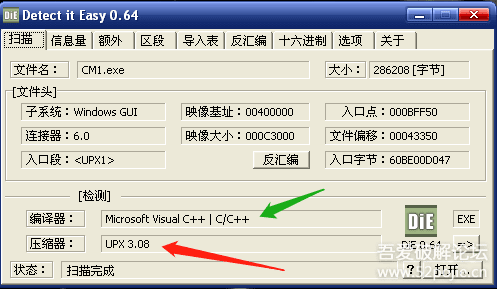 Detect it Easy 0.64
扫描 信息量 额外 区段 导入表 反汇编 十六进制 选项 关于
文件名： CM1.exe 大小： 286208 [字节]
[文件头]
子系统：Windows GUI 映像基址：00400000 入口点：000BFF50
连接器：6.0 映像大小：000C3000 文件偏移：00043350
入口段：<UPX1> 反汇编 入口字节：60BE00D047
[检测]
编译器： Microsoft Visual C++ | C/C++ DiE EXE
压缩器： UPX 3.08 DiE 0.64 =>
状态： 扫描完成 ? 打开...
吾爱破解论坛
www.52pojie.cn